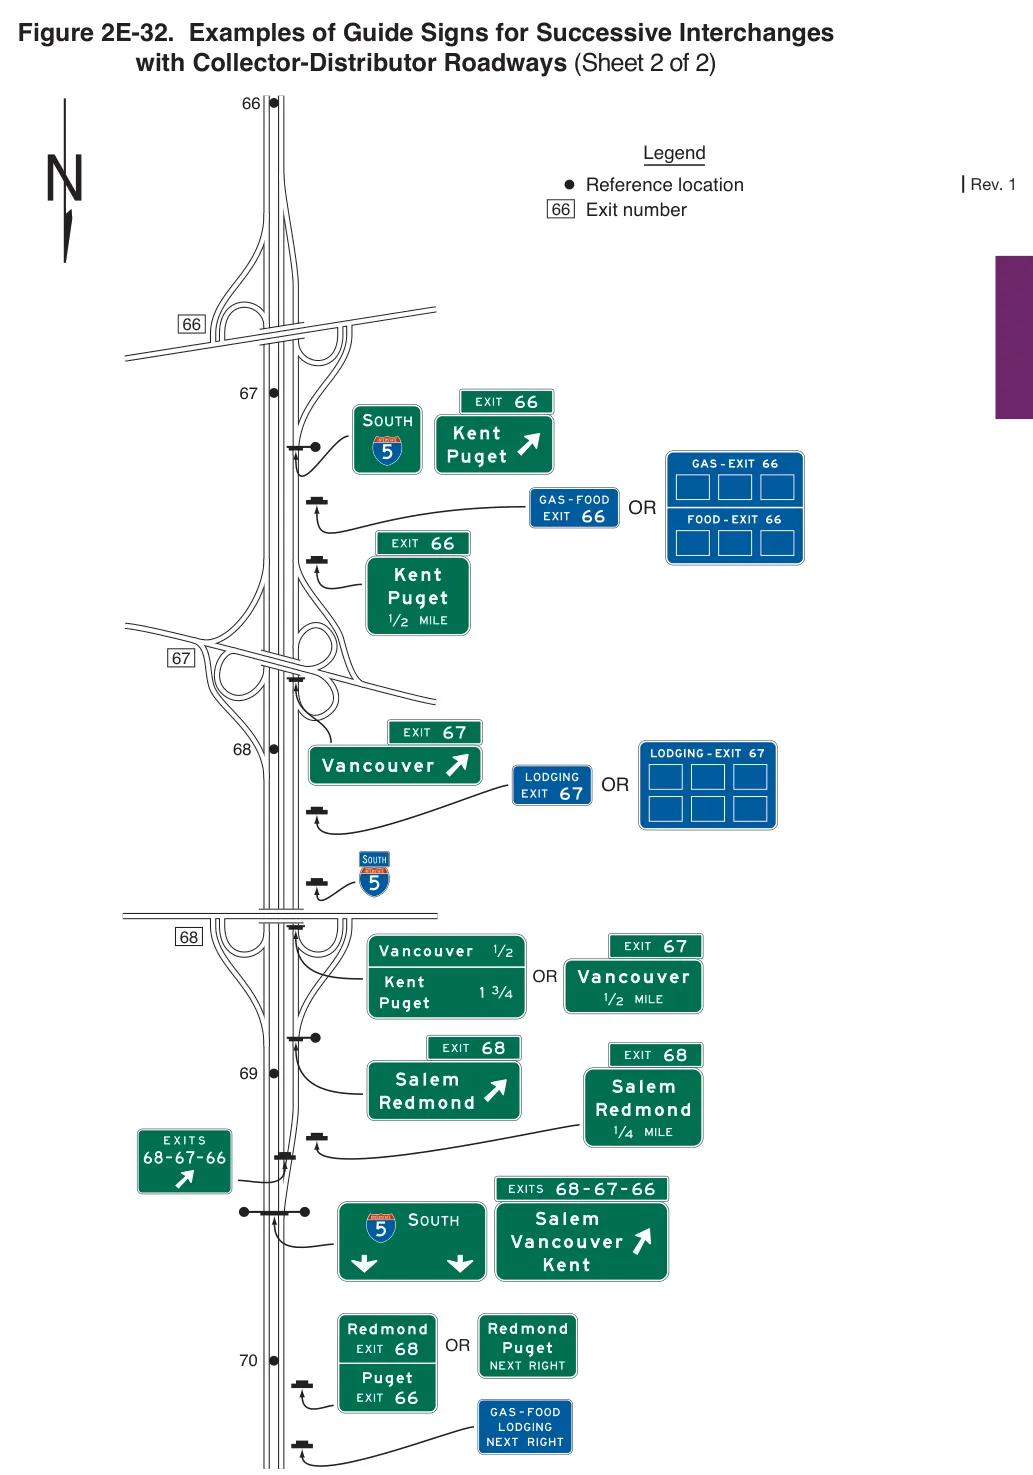 Figure 2E-32. Examples of Guide Signs for Successive Interchanges
with Collector-Distributor Roadways (Sheet 2 of 2)
66
N
Legend
Reference location
66 Exit number
Rev. 1
66
67
SOUTH
INTERSTATE
5
EXIT 66
Kent
Puget
GAS-FOOD
EXIT 66
OR
GAS-EXIT 66
FOOD-EXIT 66
EXIT 66
Kent
Puget
1/2 MILE
67
68
EXIT 67
Vancouver
LODGING
EXIT 67
OR
LODGING-EXIT 67
SOUTH
INTERSTATE
5
68
Vancouver 1/2
Kent
Puget
1 3/4
OR
EXIT 67
Vancouver
1/2 MILE
69
EXIT 68
Salem
Redmond
EXIT 68
Salem
Redmond
1/4 MILE
EXITS
68-67-66
INTERSTATE
5
SOUTH
EXITS 68-67-66
Salem
Vancouver
Kent
70
Redmond
EXIT 68
Puget
EXIT 66
OR
Redmond
Puget
NEXT RIGHT
GAS-FOOD
LODGING
NEXT RIGHT